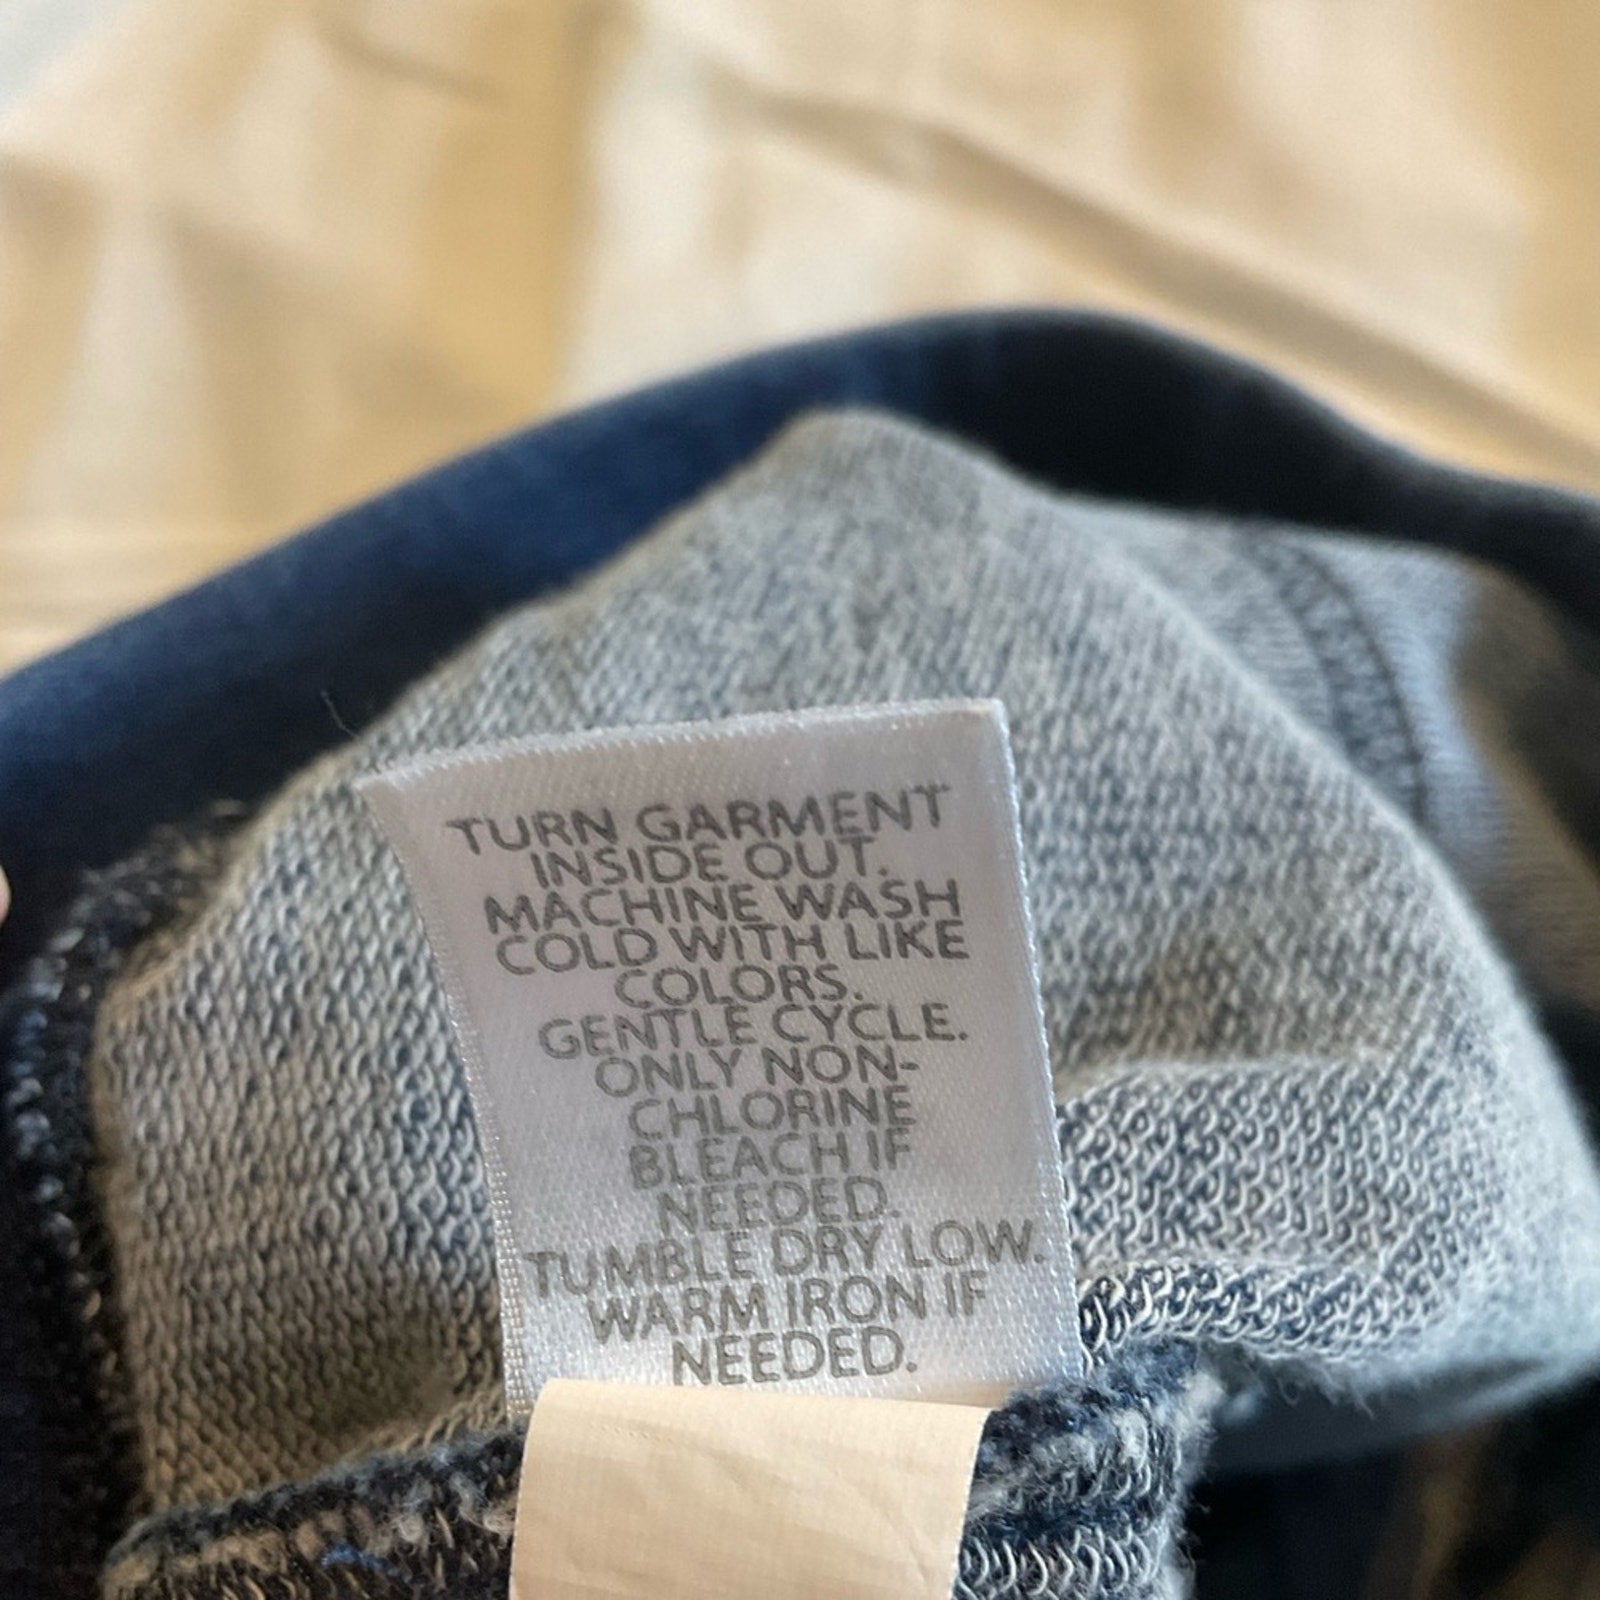 TURN GARMENT
INSIDE OUT.
MACHINE WASH
COLD WITH LIKE
COLORS.
GENTLE CYCLE.
ONLY NON-
CHLORINE
BLEACH IF
NEEDED.
TUMBLE DRY LOW.
WARM IRON IF
NEEDED.